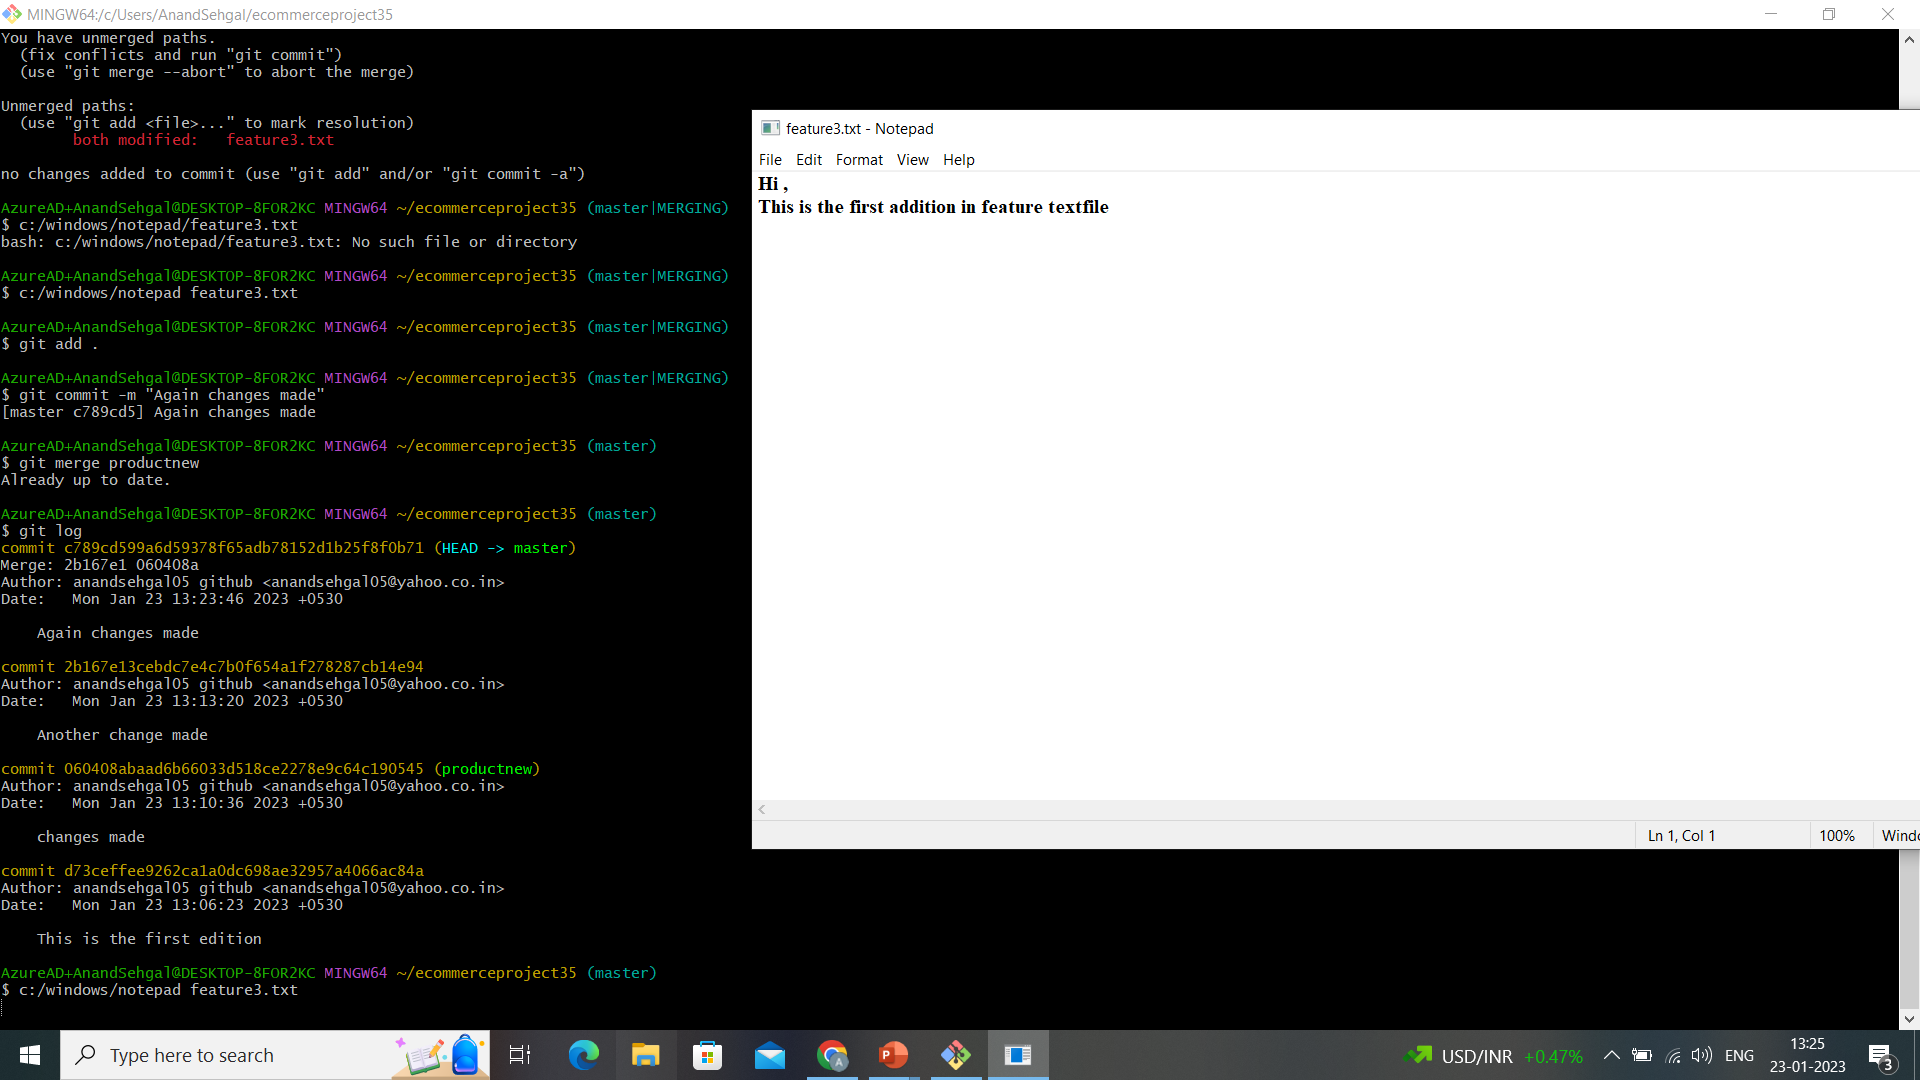 MINGW64:/c/Users/AnandSehgal/ecommerceproject35
You have unmerged paths.
(fix conflicts and run "git commit")
(use "git merge --abort" to abort the merge)
Unmerged paths:
(use "git add <file>..." to mark resolution)
both modified:   feature3.txt
no changes added to commit (use "git add" and/or "git commit -a")
AzureAD+AnandSehgal@DESKTOP-8FOR2KC MINGW64 ~/ecommerceproject35 (master|MERGING)
$ c:/windows/notepad/feature3.txt
bash: c:/windows/notepad/feature3.txt: No such file or directory
AzureAD+AnandSehgal@DESKTOP-8FOR2KC MINGW64 ~/ecommerceproject35 (master|MERGING)
$ c:/windows/notepad feature3.txt
AzureAD+AnandSehgal@DESKTOP-8FOR2KC MINGW64 ~/ecommerceproject35 (master|MERGING)
$ git add .
AzureAD+AnandSehgal@DESKTOP-8FOR2KC MINGW64 ~/ecommerceproject35 (master|MERGING)
$ git commit -m "Again changes made"
[master c789cd5] Again changes made
AzureAD+AnandSehgal@DESKTOP-8FOR2KC MINGW64 ~/ecommerceproject35 (master)
$ git merge productnew
Already up to date.
AzureAD+AnandSehgal@DESKTOP-8FOR2KC MINGW64 ~/ecommerceproject35 (master)
$ git log
commit c789cd599a6d59378f65adb78152d1b25f8f0b71 (HEAD -> master)
Merge: 2b167e1 060408a
Author: anandsehgal05 github <anandsehgal05@yahoo.co.in>
Date:   Mon Jan 23 13:23:46 2023 +0530
Again changes made
commit 2b167e13cebdc7e4c7b0f654a1f278287cb14e94
Author: anandsehgal05 github <anandsehgal05@yahoo.co.in>
Date:   Mon Jan 23 13:13:20 2023 +0530
Another change made
commit 060408abaad6b66033d518ce2278e9c64c190545 (productnew)
Author: anandsehgal05 github <anandsehgal05@yahoo.co.in>
Date:   Mon Jan 23 13:10:36 2023 +0530
changes made
commit d73ceffee9262ca1a0dc698ae32957a4066ac84a
Author: anandsehgal05 github <anandsehgal05@yahoo.co.in>
Date:   Mon Jan 23 13:06:23 2023 +0530
This is the first edition
AzureAD+AnandSehgal@DESKTOP-8FOR2KC MINGW64 ~/ecommerceproject35 (master)
$ c:/windows/notepad feature3.txt
feature3.txt - Notepad
File Edit Format View Help
Hi ,
This is the first addition in feature textfile
Ln 1, Col 1 100% Windo
Type here to search
A
P
USD/INR +0.47%
ENG
13:25
23-01-2023
3